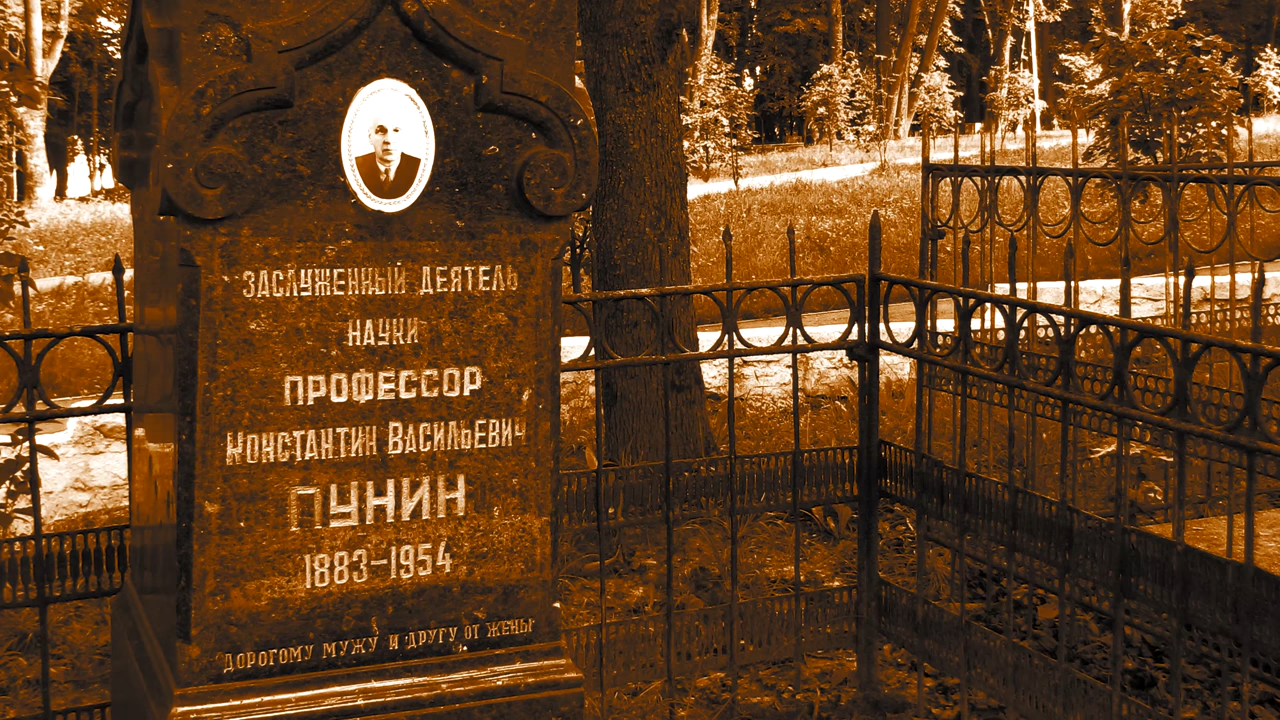 ЗАСЛУЖЕННЫЙ ДЕЯТЕЛЬ
НАУКИ
ПРОФЕССОР
КОНСТАНТИН ВАСИЛЬЕВИЧ
ПУНИН
1883-1954
ДОРОГОМУ МУЖУ И ДРУГУ ОТ ЖЕНЫ